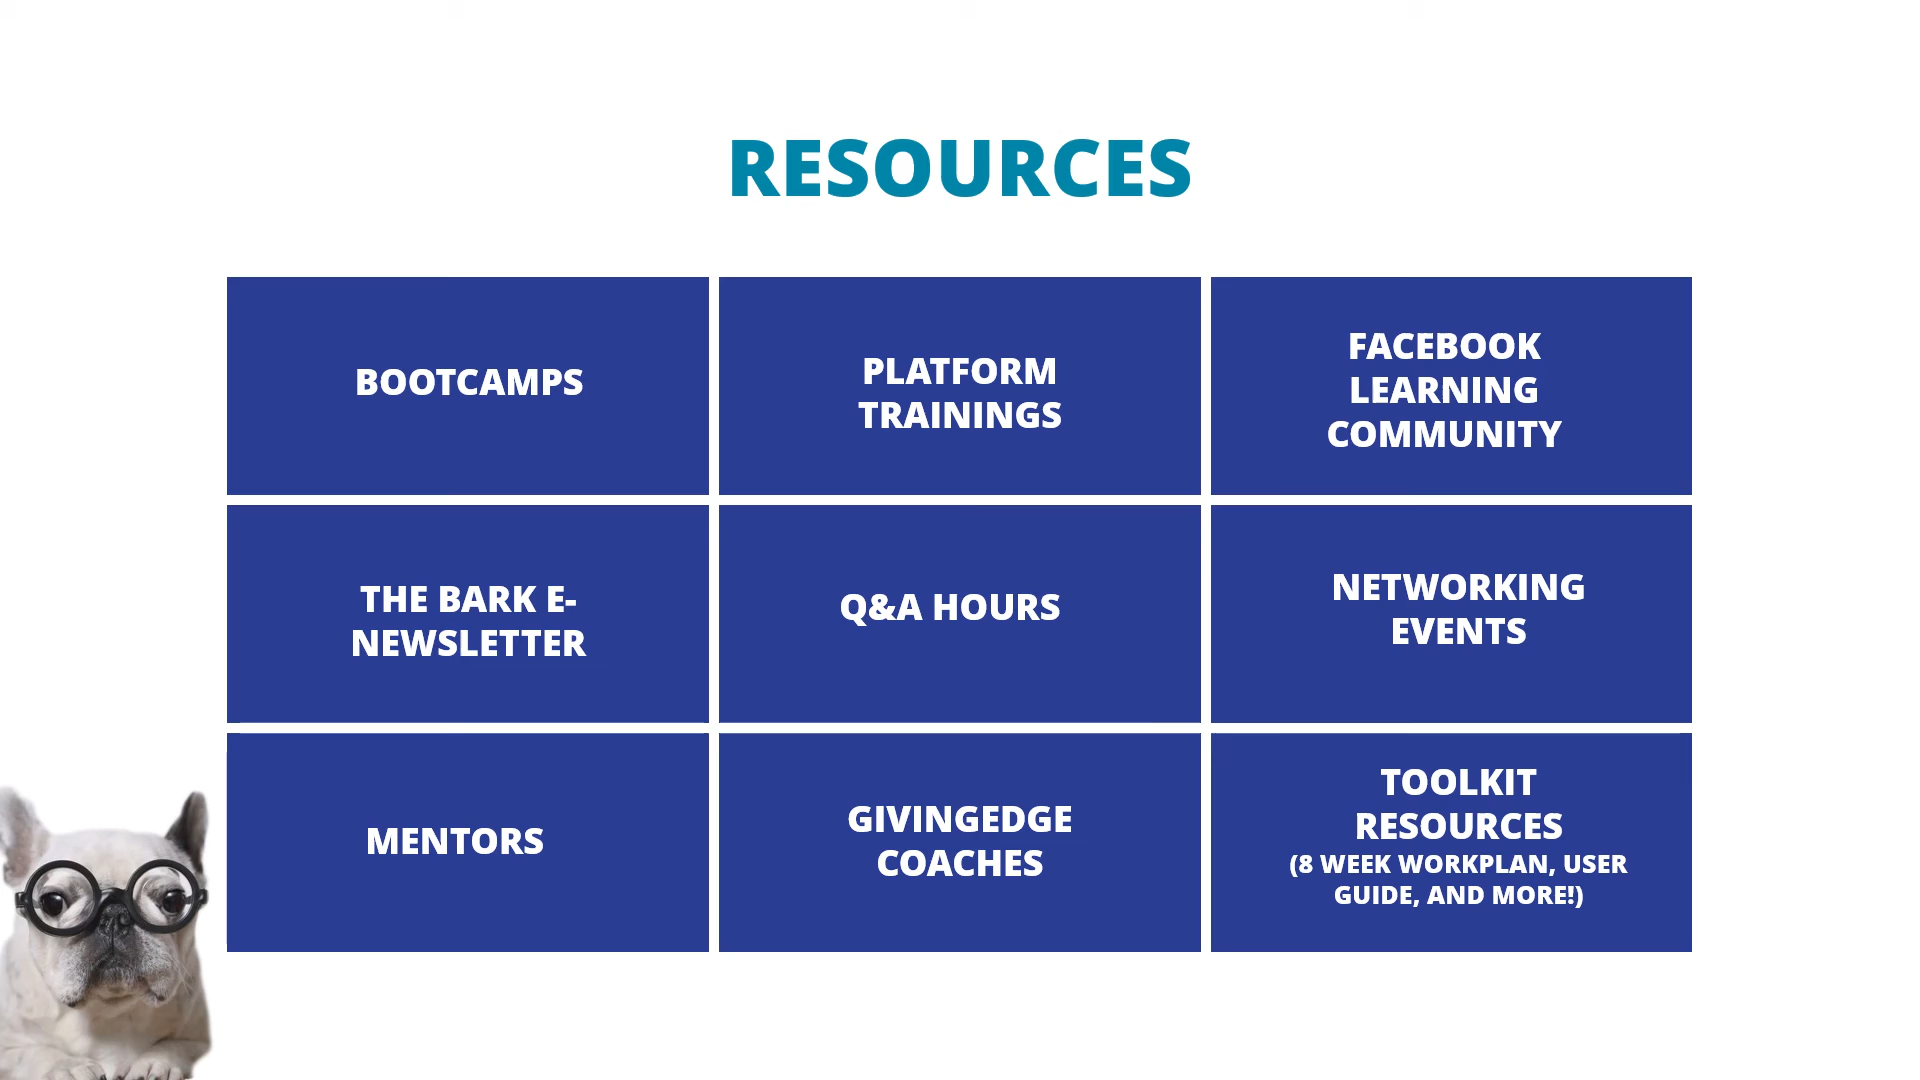 RESOURCES
BOOTCAMPS
PLATFORM
TRAININGS
FACEBOOK
LEARNING
COMMUNITY
THE BARK E-
NEWSLETTER
Q&A HOURS
NETWORKING
EVENTS
MENTORS
GIVINGEDGE
COACHES
TOOLKIT
RESOURCES
(8 WEEK WORKPLAN, USER
GUIDE, AND MORE!)